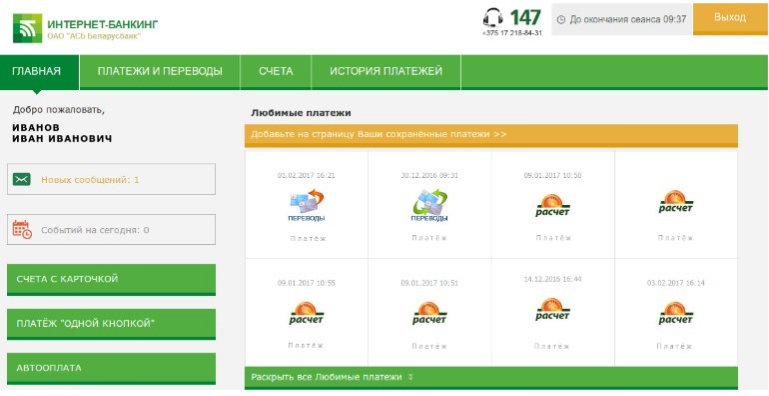 ИНТЕРНЕТ-БАНКИНГ
ОАО "АСБ Беларусбанк"
147
+375 17 218-84-31
До окончания сеанса 09:37
Выход
ГЛАВНАЯ
ПЛАТЕЖИ И ПЕРЕВОДЫ
СЧЕТА
ИСТОРИЯ ПЛАТЕЖЕЙ
Добро пожаловать,
ИВАНОВ
ИВАН ИВАНОВИЧ
Новых сообщений: 1
Событий на сегодня: 0
СЧЕТА С КАРТОЧКОЙ
ПЛАТЁЖ "ОДНОЙ КНОПКОЙ"
АВТООПЛАТА
Любимые платежи
Добавьте на страницу Ваши сохранённые платежи >>
01.02.2017 16:21
ПЕРЕВОДЫ
Платёж
30.12.2016 09:31
ПЕРЕВОДЫ
Платёж
09.01.2017 10:50
расчет
Платёж
расчет
Платёж
09.01.2017 10:55
расчет
Платёж
09.01.2017 10:51
расчет
Платёж
14.12.2016 16:44
расчет
Платёж
03.02.2017 16:14
расчет
Платёж
Раскрыть все Любимые платежи